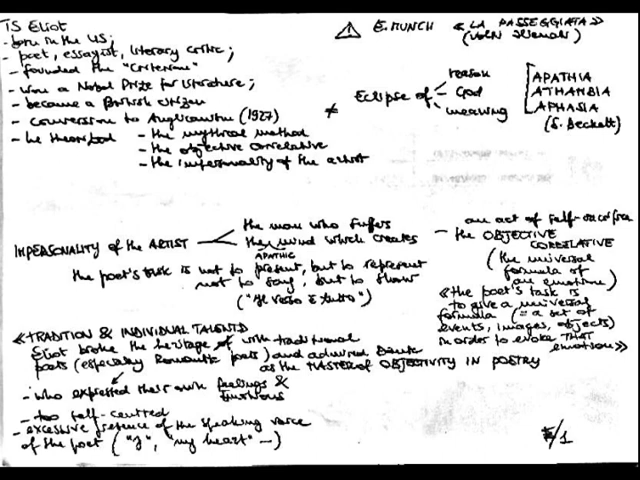 TS Eliot
- born in the US;
- poet, essayist, literary critic;
- founded the "Criterion"
- won a Nobel Prize for literature;
- became a British citizen
- conversion to Anglicanism (1927)
- he theorized - the mythical method
- the objective correlative
- the impersonality of the artist
! E. MUNCH « LA PASSEGGIATA »
≠ Eclipse of
reason
God
meaning
APATHIA
ATHAMBIA
APHASIA
(S. Beckett)
IMPERSONALITY of the ARTIST
the man who suffers
the mind which creates
APATHIC
the poet's task is not to present, but to represent
not to say, but to show
("Il verso è tutto")
- an act of self-sacrifice
- the OBJECTIVE
CORRELATIVE
(the universal
formula of
an emotion)
« the poet's task is
to give a universal
formula (= a set of
events, images, objects)
in order to evoke THAT
emotion »
« TRADITION & INDIVIDUAL TALENT »
Eliot broke the heritage of with traditional
poets (especially Romantic poets) and admired Dante
as the MASTER of OBJECTIVITY IN POETRY
- who expressed their own feelings &
emotions
- too self-centred
- excessive presence of the speaking voice
of the poet ("I", "my heart" ...)
/1